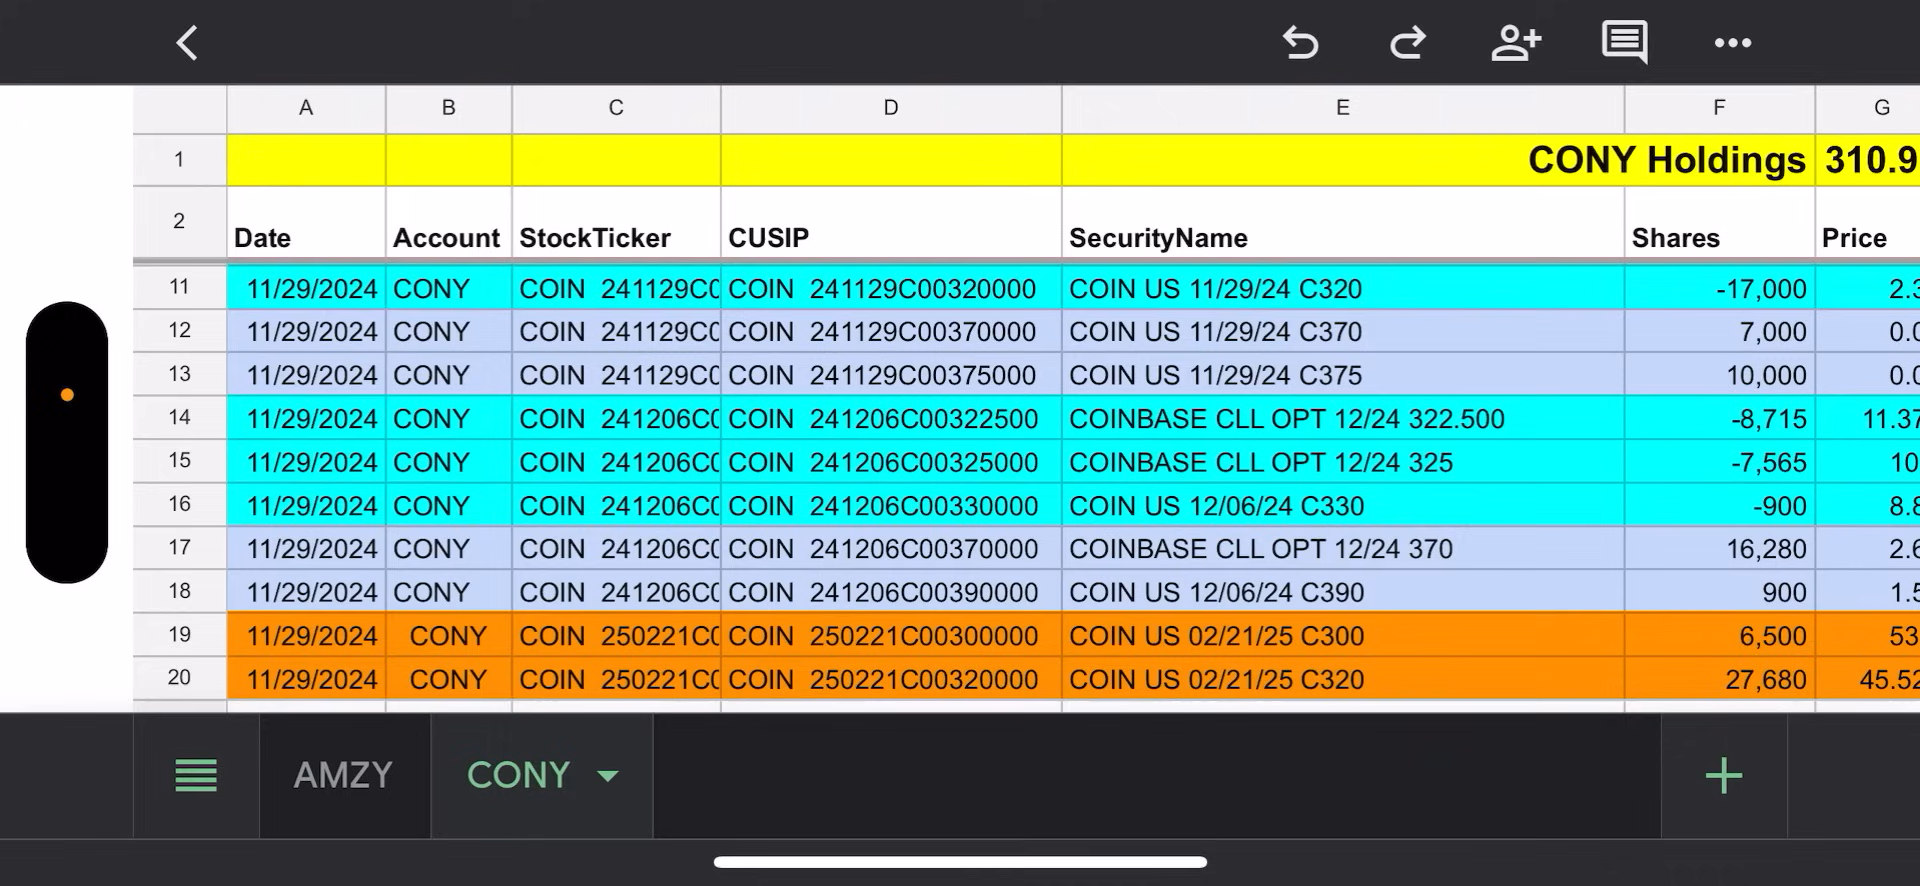 A B C D E F G
1 CONY Holdings 310.9
2 Date Account StockTicker CUSIP SecurityName Shares Price
11 11/29/2024 CONY COIN 241129C0 COIN 241129C00320000 COIN US 11/29/24 C320 -17,000 2.3
12 11/29/2024 CONY COIN 241129C0 COIN 241129C00370000 COIN US 11/29/24 C370 7,000 0.0
13 11/29/2024 CONY COIN 241129C0 COIN 241129C00375000 COIN US 11/29/24 C375 10,000 0.0
14 11/29/2024 CONY COIN 241206C0 COIN 241206C00322500 COINBASE CLL OPT 12/24 322.500 -8,715 11.37
15 11/29/2024 CONY COIN 241206C0 COIN 241206C00325000 COINBASE CLL OPT 12/24 325 -7,565 10
16 11/29/2024 CONY COIN 241206C0 COIN 241206C00330000 COIN US 12/06/24 C330 -900 8.8
17 11/29/2024 CONY COIN 241206C0 COIN 241206C00370000 COINBASE CLL OPT 12/24 370 16,280 2.6
18 11/29/2024 CONY COIN 241206C0 COIN 241206C00390000 COIN US 12/06/24 C390 900 1.5
19 11/29/2024 CONY COIN 250221C0 COIN 250221C00300000 COIN US 02/21/25 C300 6,500 53
20 11/29/2024 CONY COIN 250221C0 COIN 250221C00320000 COIN US 02/21/25 C320 27,680 45.52
AMZY CONY